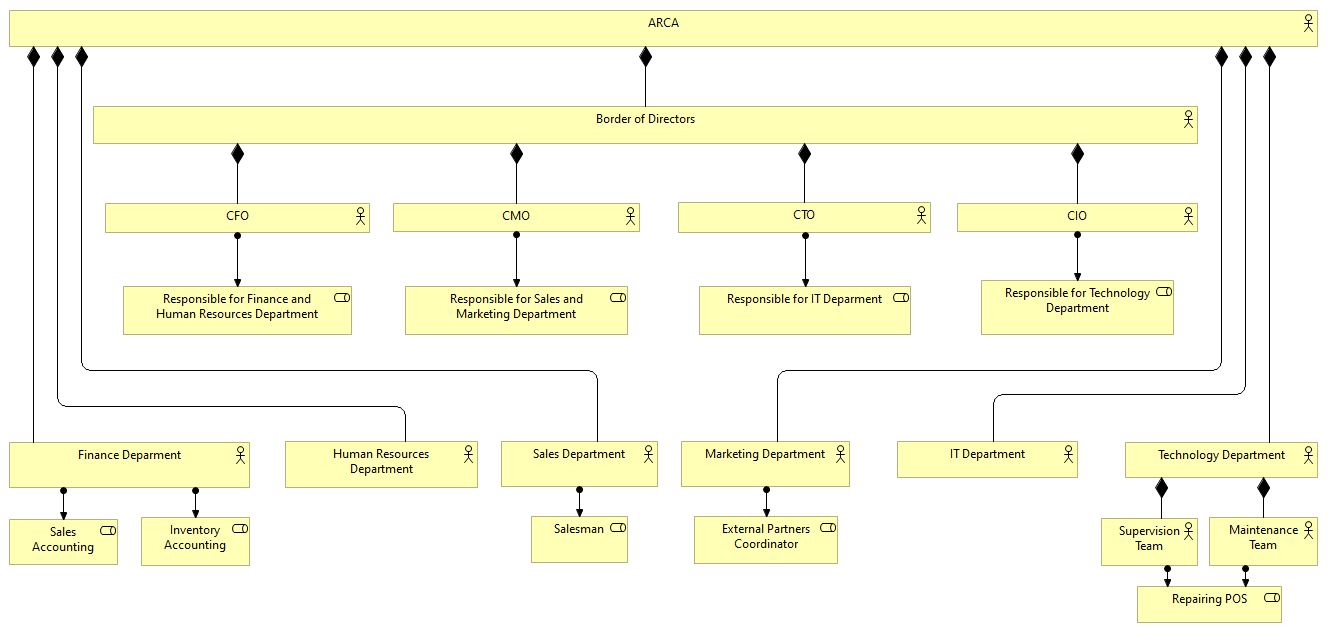 ARCA
Border of Directors
CFO
CMO
CTO
CIO
Responsible for Finance and
Human Resources Department
Responsible for Sales and
Marketing Department
Responsible for IT Deparment
Responsible for Technology
Department
Finance Deparment
Human Resources
Department
Sales Department
Marketing Department
IT Department
Technology Department
Sales
Accounting
Inventory
Accounting
Salesman
External Partners
Coordinator
Supervision
Team
Maintenance
Team
Repairing POS